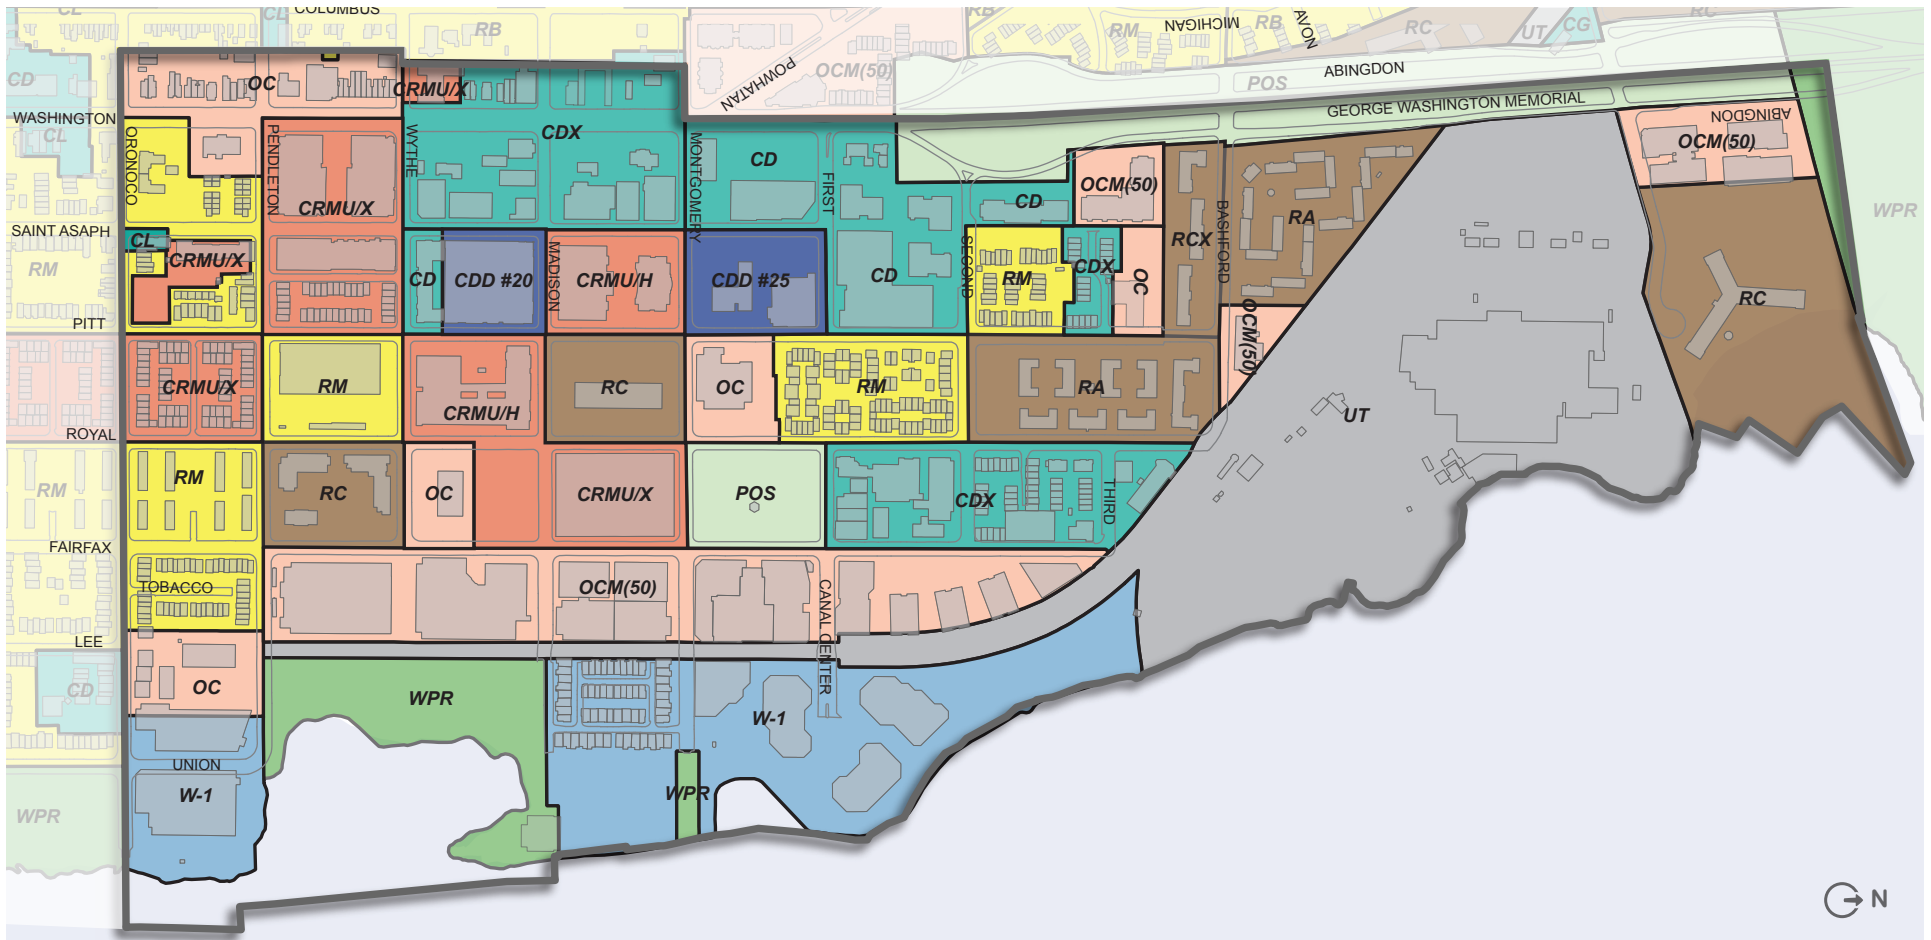 CL
COLUMBUS
CL
RB
RB
RM
MICHIGAN
RB
AVON
RC
UT
CG
RC
CD
OC
CRMU/X
POWHATAN
OCM(50)
ABINGDON
POS
GEORGE WASHINGTON MEMORIAL
ABINGDON
OCM(50)
WASHINGTON
CL
ORONOCO
PENDLETON
WYTHE
CDX
MONTGOMERY
CD
FIRST
CD
OCM(50)
BASHFORD
RA
WPR
CRMU/X
SAINT ASAPH
CL
RCX
RM
CRMU/X
CD
CDD #20
MADISON
CRMU/H
CDD #25
CD
SECOND
RM
CDX
OC
RC
PITT
OCM(50)
CRMU/X
RM
CRMU/H
RC
OC
RM
RA
UT
ROYAL
RM
RM
RC
OC
CRMU/X
POS
CDX
THIRD
FAIRFAX
TOBACCO
OCM(50)
CANAL CENTER
LEE
CD
OC
WPR
W-1
UNION
W-1
WPR
WPR
N